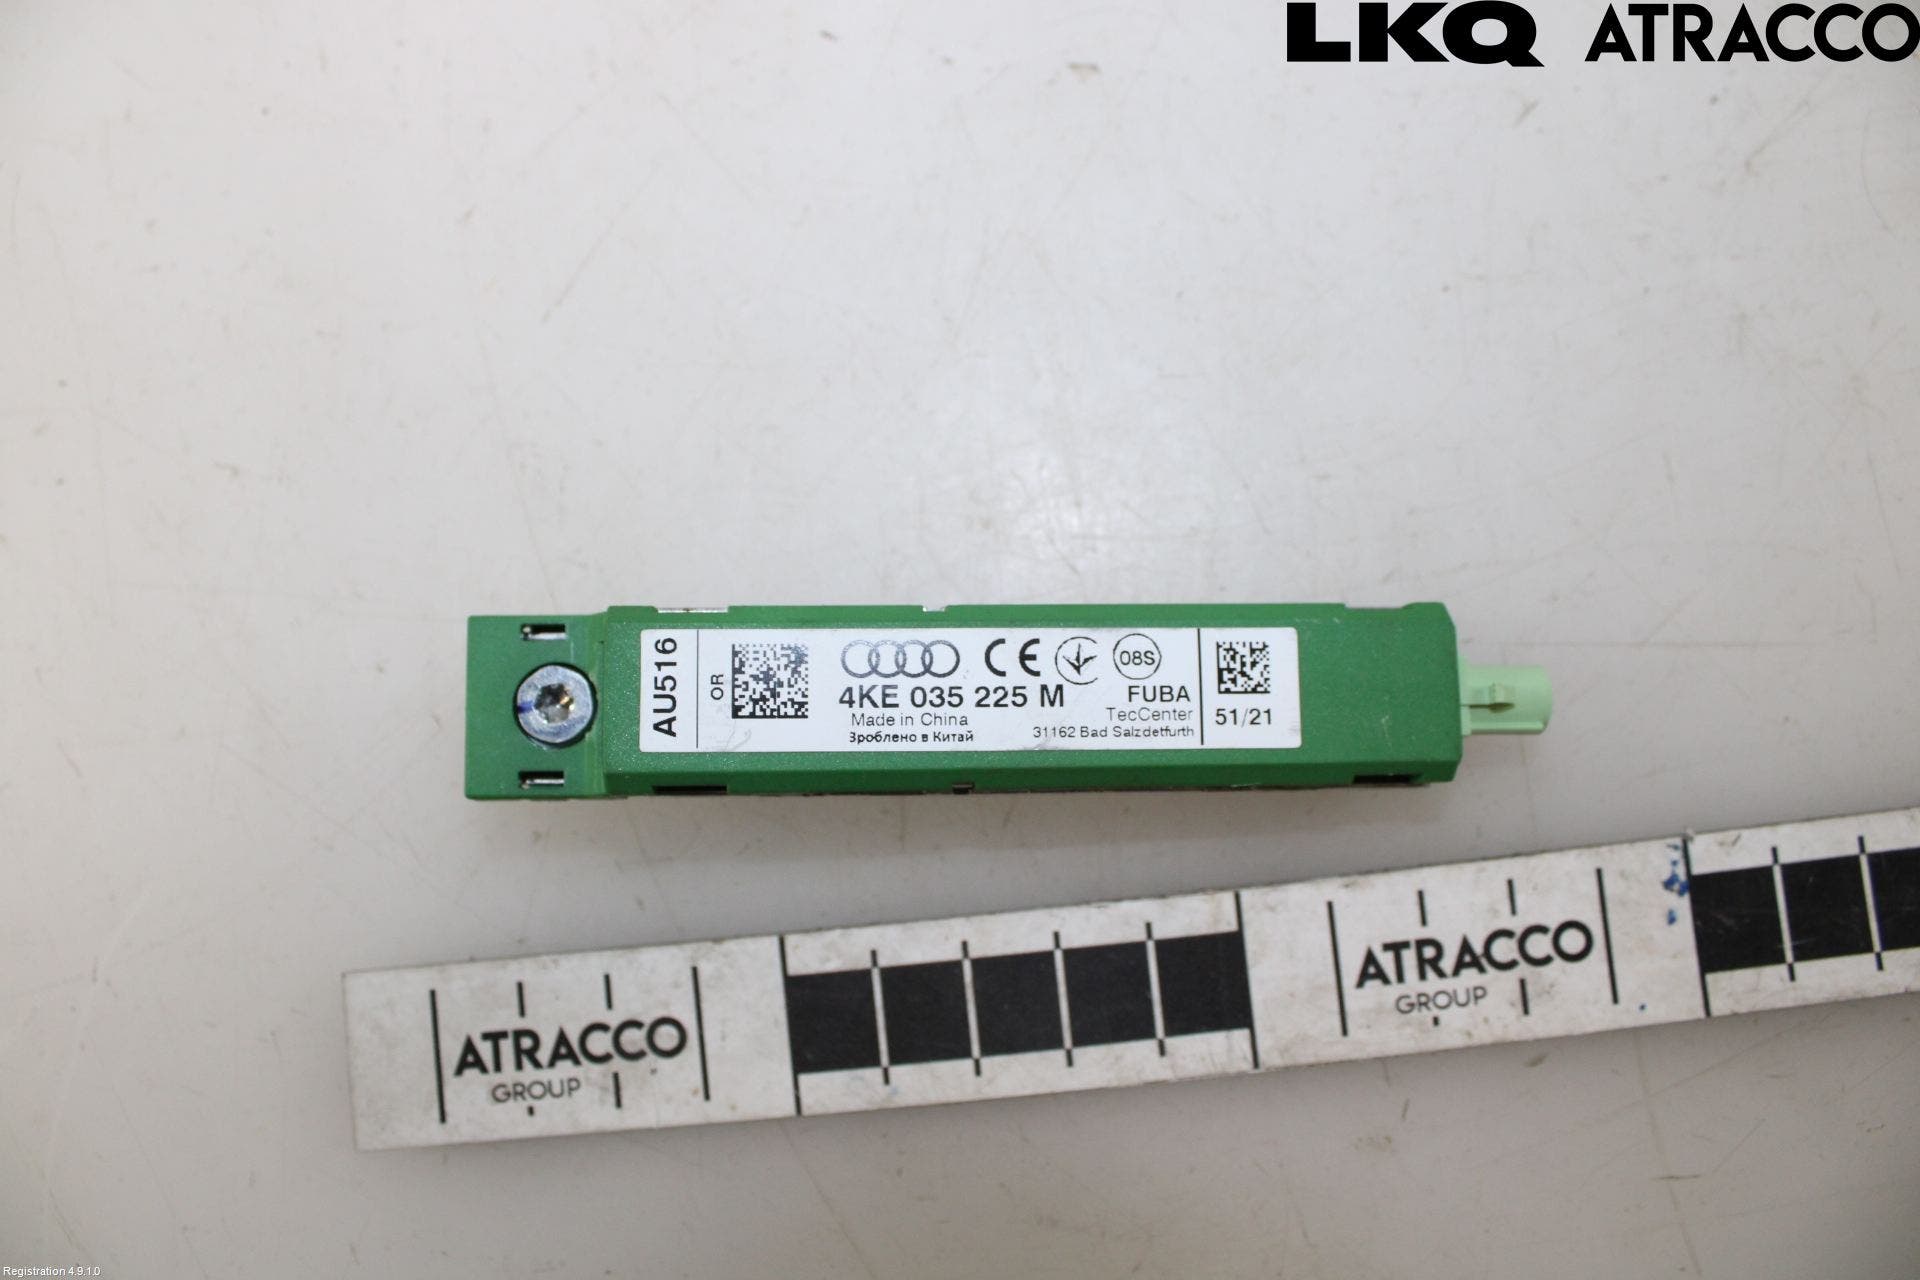 LKQ ATRACCO
AU516
OR
CE
08S
4KE 035 225 M
FUBA
Made in China
TecCenter
Зроблено в Китай
31162 Bad Salzdetfurth
51/21
ATRACCO
GROUP
ATRACCO
GROUP
Registration 4.9.1.0